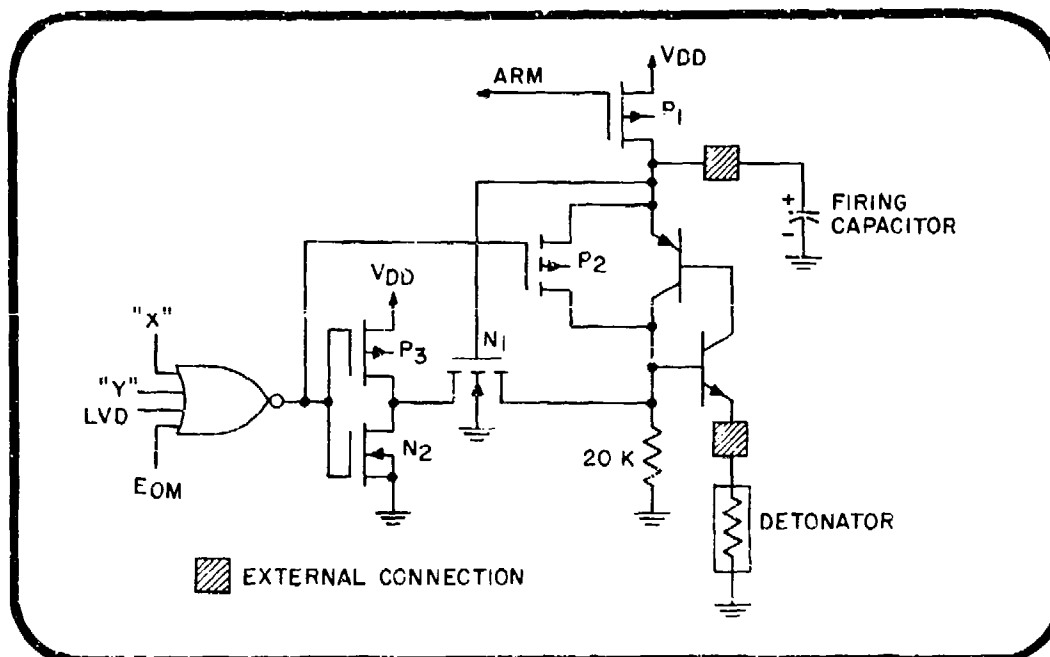 VDD
ARM
P1
FIRING
CAPACITOR
P2
VDD
"X"
N1
P3
"Y"
LVD
N2
20 K
EOM
DETONATOR
EXTERNAL CONNECTION